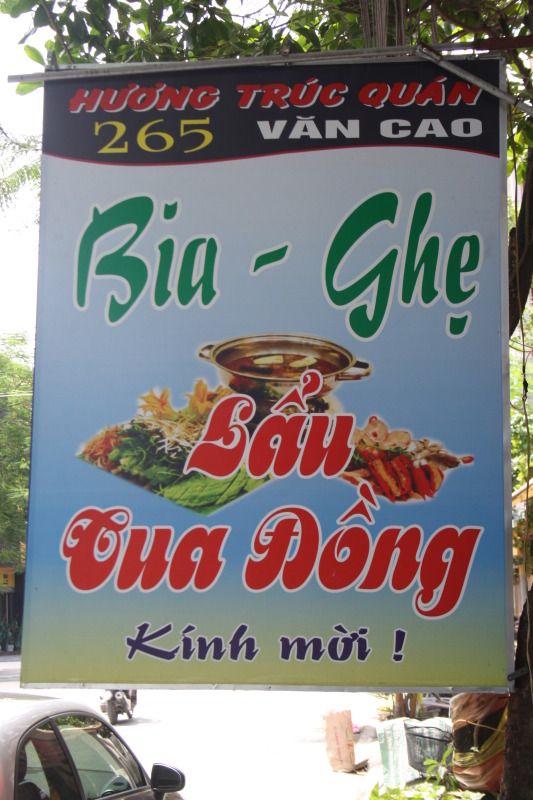 HƯƠNG TRÚC QUÁN
265 VĂN CAO
Bia - Ghẹ
Lẩu
Cua Đồng
Kính mời !